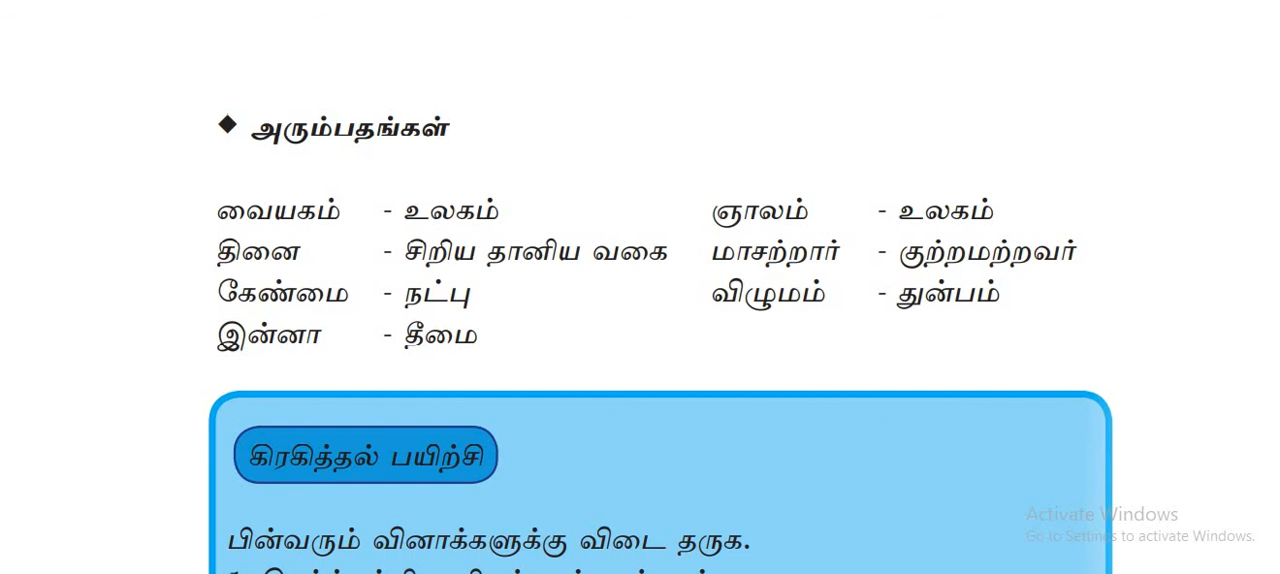 ◆ அரும்பதங்கள்
வையகம் - உலகம் ஞாலம் - உலகம்
தினை - சிறிய தானிய வகை மாசற்றார் - குற்றமற்றவர்
கேண்மை - நட்பு விழுமம் - துன்பம்
இன்னா - தீமை
கிரகித்தல் பயிற்சி
பின்வரும் வினாக்களுக்கு விடை தருக.
Activate Windows
Go to Settings to activate Windows.